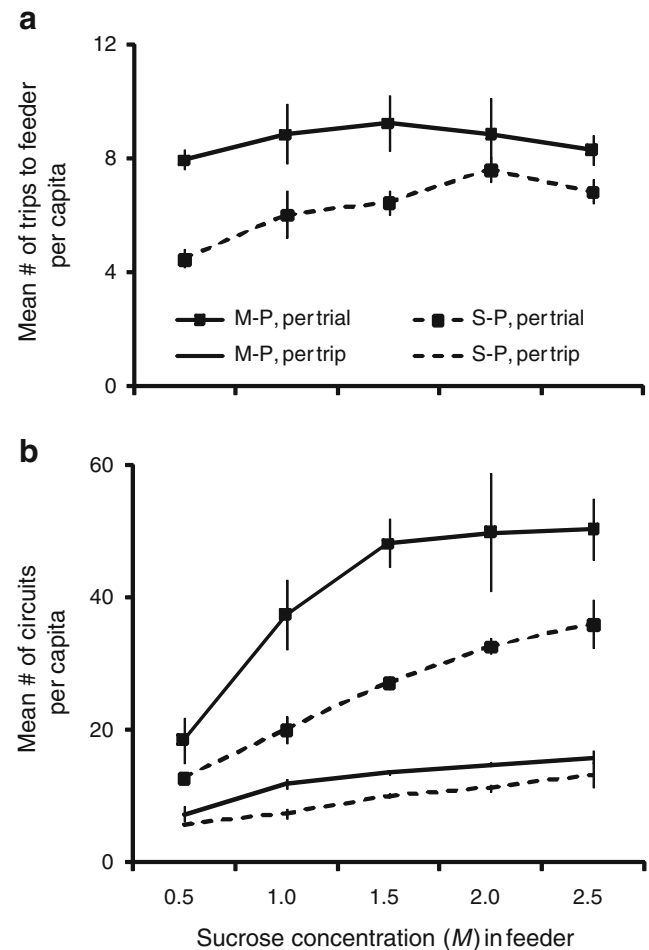 a
12
8
4
0
Mean # of trips to feeder
per capita
M-P, per trial
S-P, per trial
M-P, per trip
S-P, per trip
b
60
40
20
0
Mean # of circuits
per capita
0.5 1.0 1.5 2.0 2.5
Sucrose concentration (M) in feeder